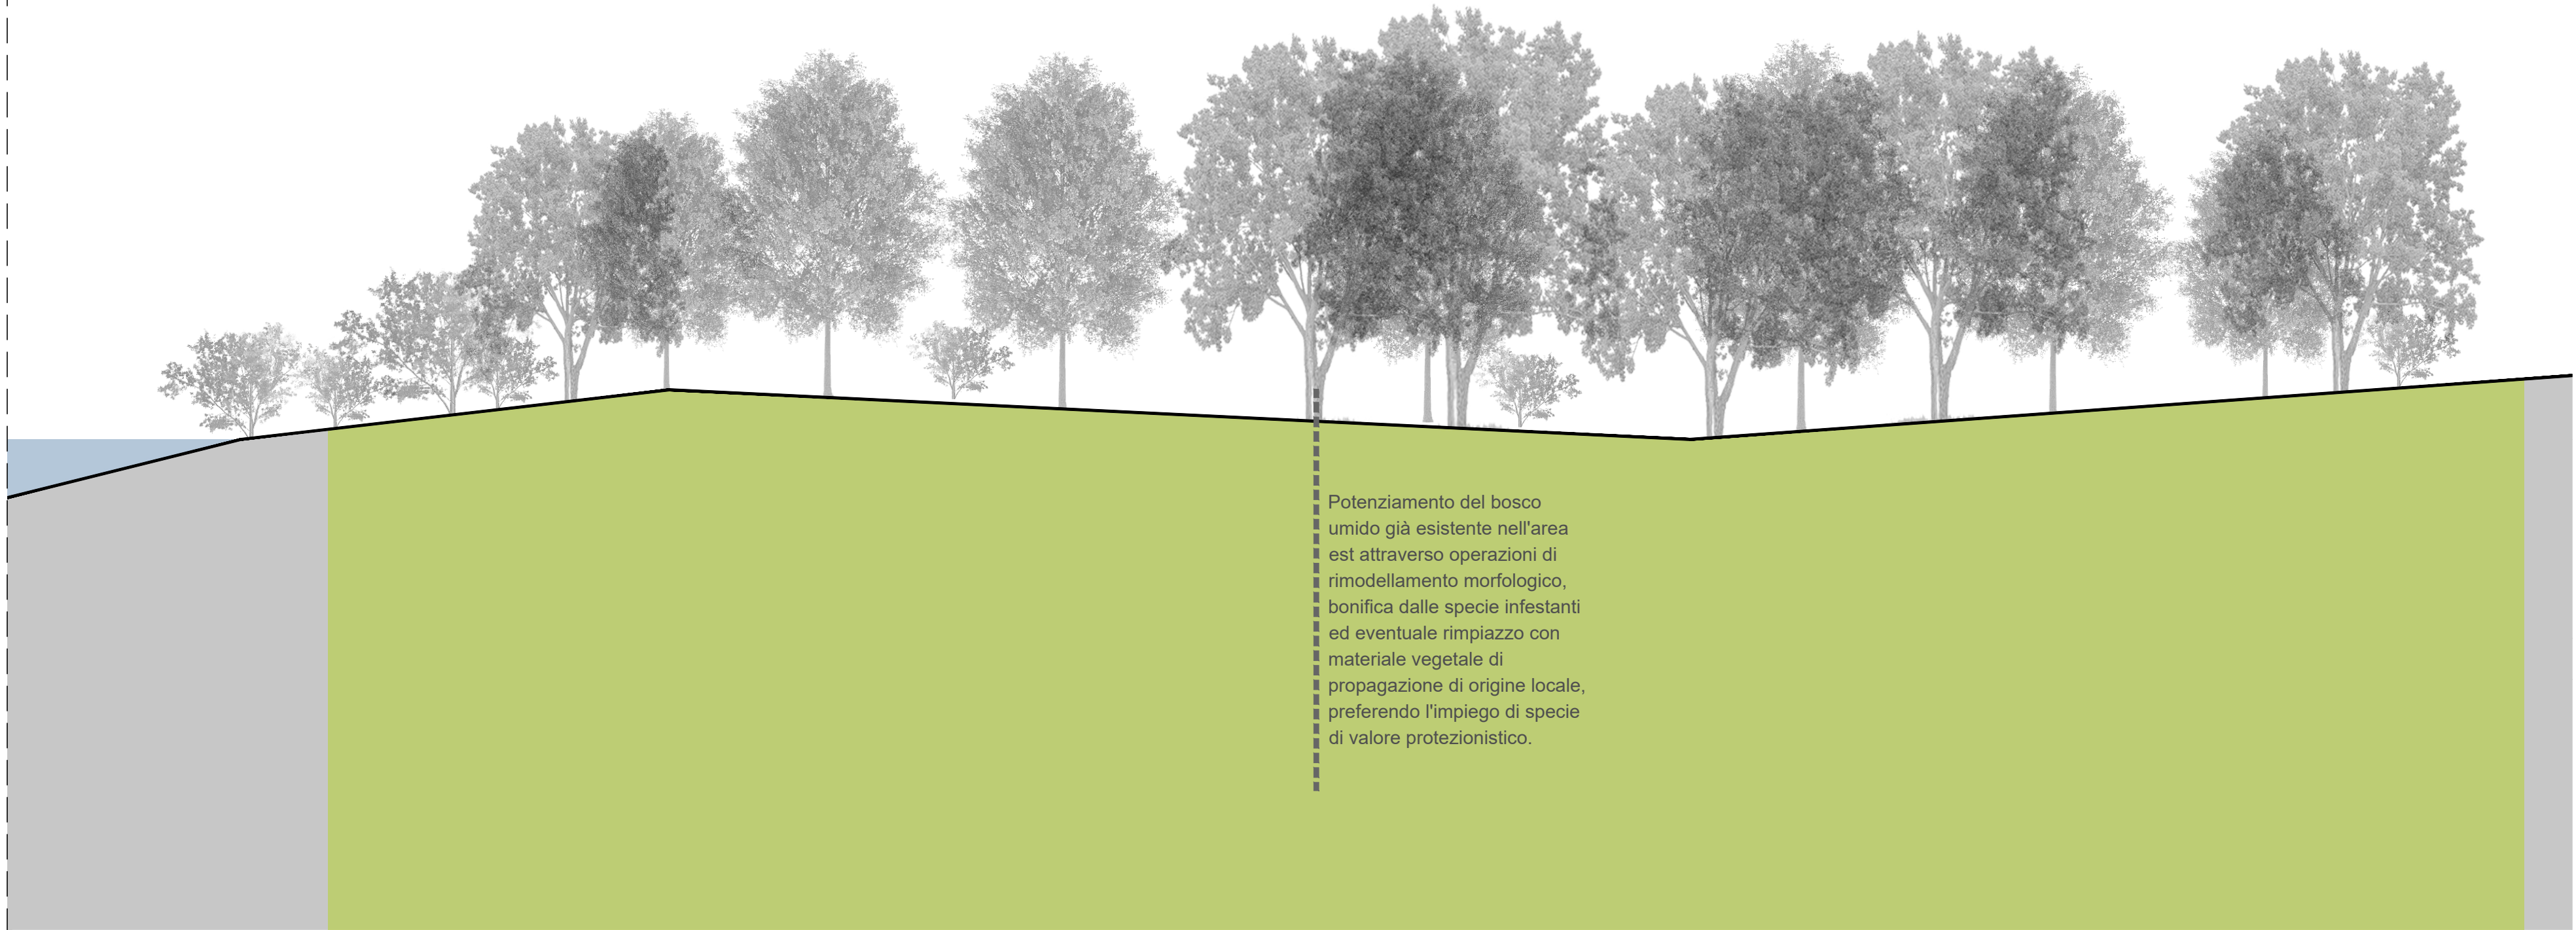 Potenziamento del bosco
umido già esistente nell'area
est attraverso operazioni di
rimodellamento morfologico,
bonifica dalle specie infestanti
ed eventuale rimpiazzo con
materiale vegetale di
propagazione di origine locale,
preferendo l'impiego di specie
di valore protezionistico.